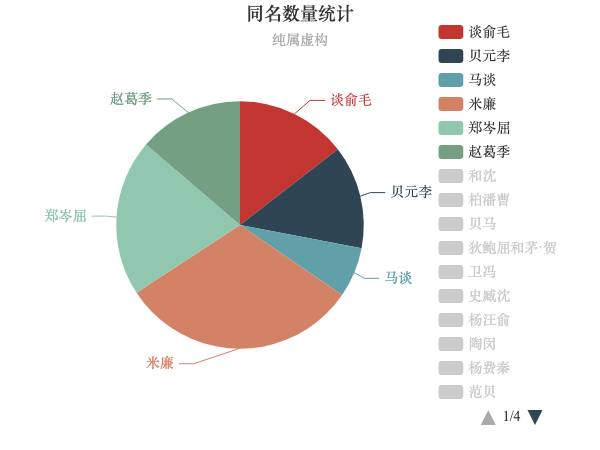 同名数量统计
纯属虚构
谈俞毛
贝元李
马谈
米廉
郑岑屈
赵葛季
谈俞毛
贝元李
马谈
米廉
郑岑屈
赵葛季
和沈
柏潘曹
贝马
狄鲍屈和茅·贺
卫冯
史臧沈
杨汪俞
陶闵
杨费秦
范贝
1/4